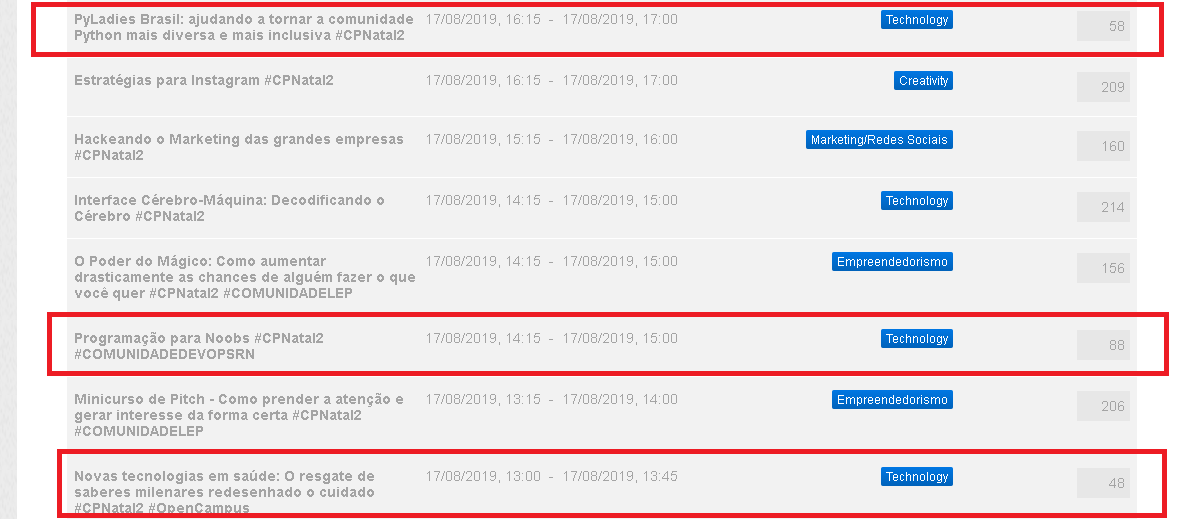 PyLadies Brasil: ajudando a tornar a comunidade 17/08/2019, 16:15 - 17/08/2019, 17:00 Technology 58
Python mais diversa e mais inclusiva #CPNatal2
Estratégias para Instagram #CPNatal2 17/08/2019, 16:15 - 17/08/2019, 17:00 Creativity 209
Hackeando o Marketing das grandes empresas 17/08/2019, 15:15 - 17/08/2019, 16:00 Marketing/Redes Sociais 160
#CPNatal2
Interface Cérebro-Máquina: Decodificando o 17/08/2019, 14:15 - 17/08/2019, 15:00 Technology 214
Cérebro #CPNatal2
O Poder do Mágico: Como aumentar 17/08/2019, 14:15 - 17/08/2019, 15:00 Empreendedorismo 156
drasticamente as chances de alguém fazer o que
você quer #CPNatal2 #COMUNIDADELEP
Programação para Noobs #CPNatal2 17/08/2019, 14:15 - 17/08/2019, 15:00 Technology 88
#COMUNIDADEDEVOPSRN
Minicurso de Pitch - Como prender a atenção e 17/08/2019, 13:15 - 17/08/2019, 14:00 Empreendedorismo 206
gerar interesse da forma certa #CPNatal2
#COMUNIDADELEP
Novas tecnologias em saúde: O resgate de 17/08/2019, 13:00 - 17/08/2019, 13:45 Technology 48
saberes milenares redesenhado o cuidado
#CPNatal2 #OpenCampus